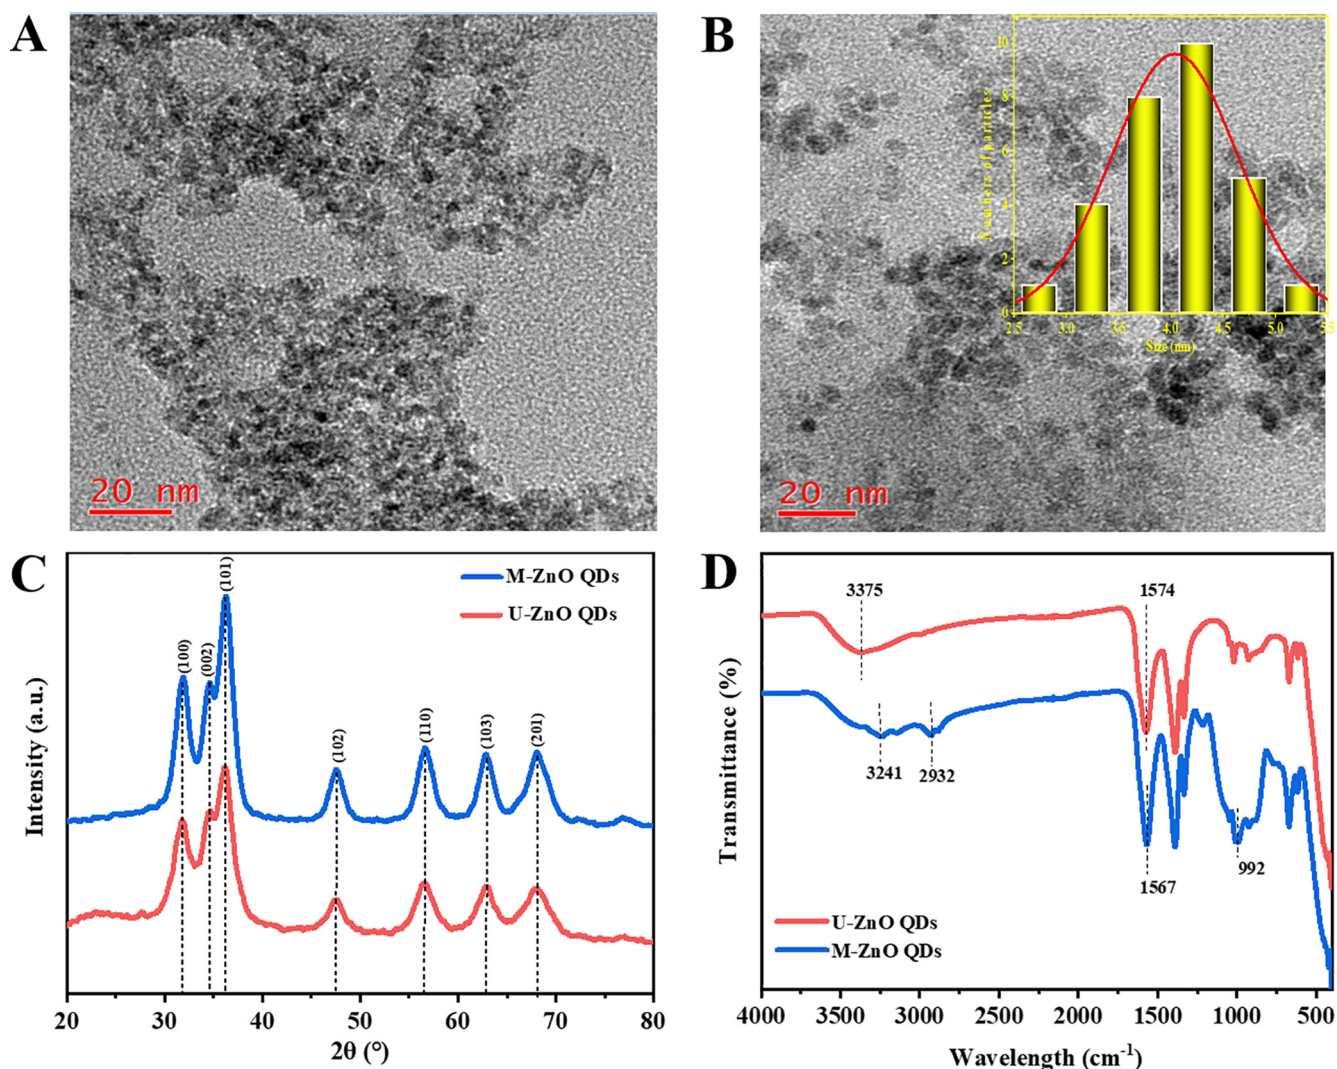 A
20 nm
B
Numbers of particles
10
8
6
4
2
0
2.5 3.0 3.5 4.0 4.5 5.0 5.5
Size (nm)
20 nm
C
Intensity (a.u.)
M-ZnO QDs
U-ZnO QDs
(100)
(002)
(101)
(102)
(110)
(103)
(201)
20 30 40 50 60 70 80
2θ (°)
D
Transmittance (%)
3375
1574
3241
2932
1567
992
U-ZnO QDs
M-ZnO QDs
4000 3500 3000 2500 2000 1500 1000 500
Wavelength (cm⁻¹)